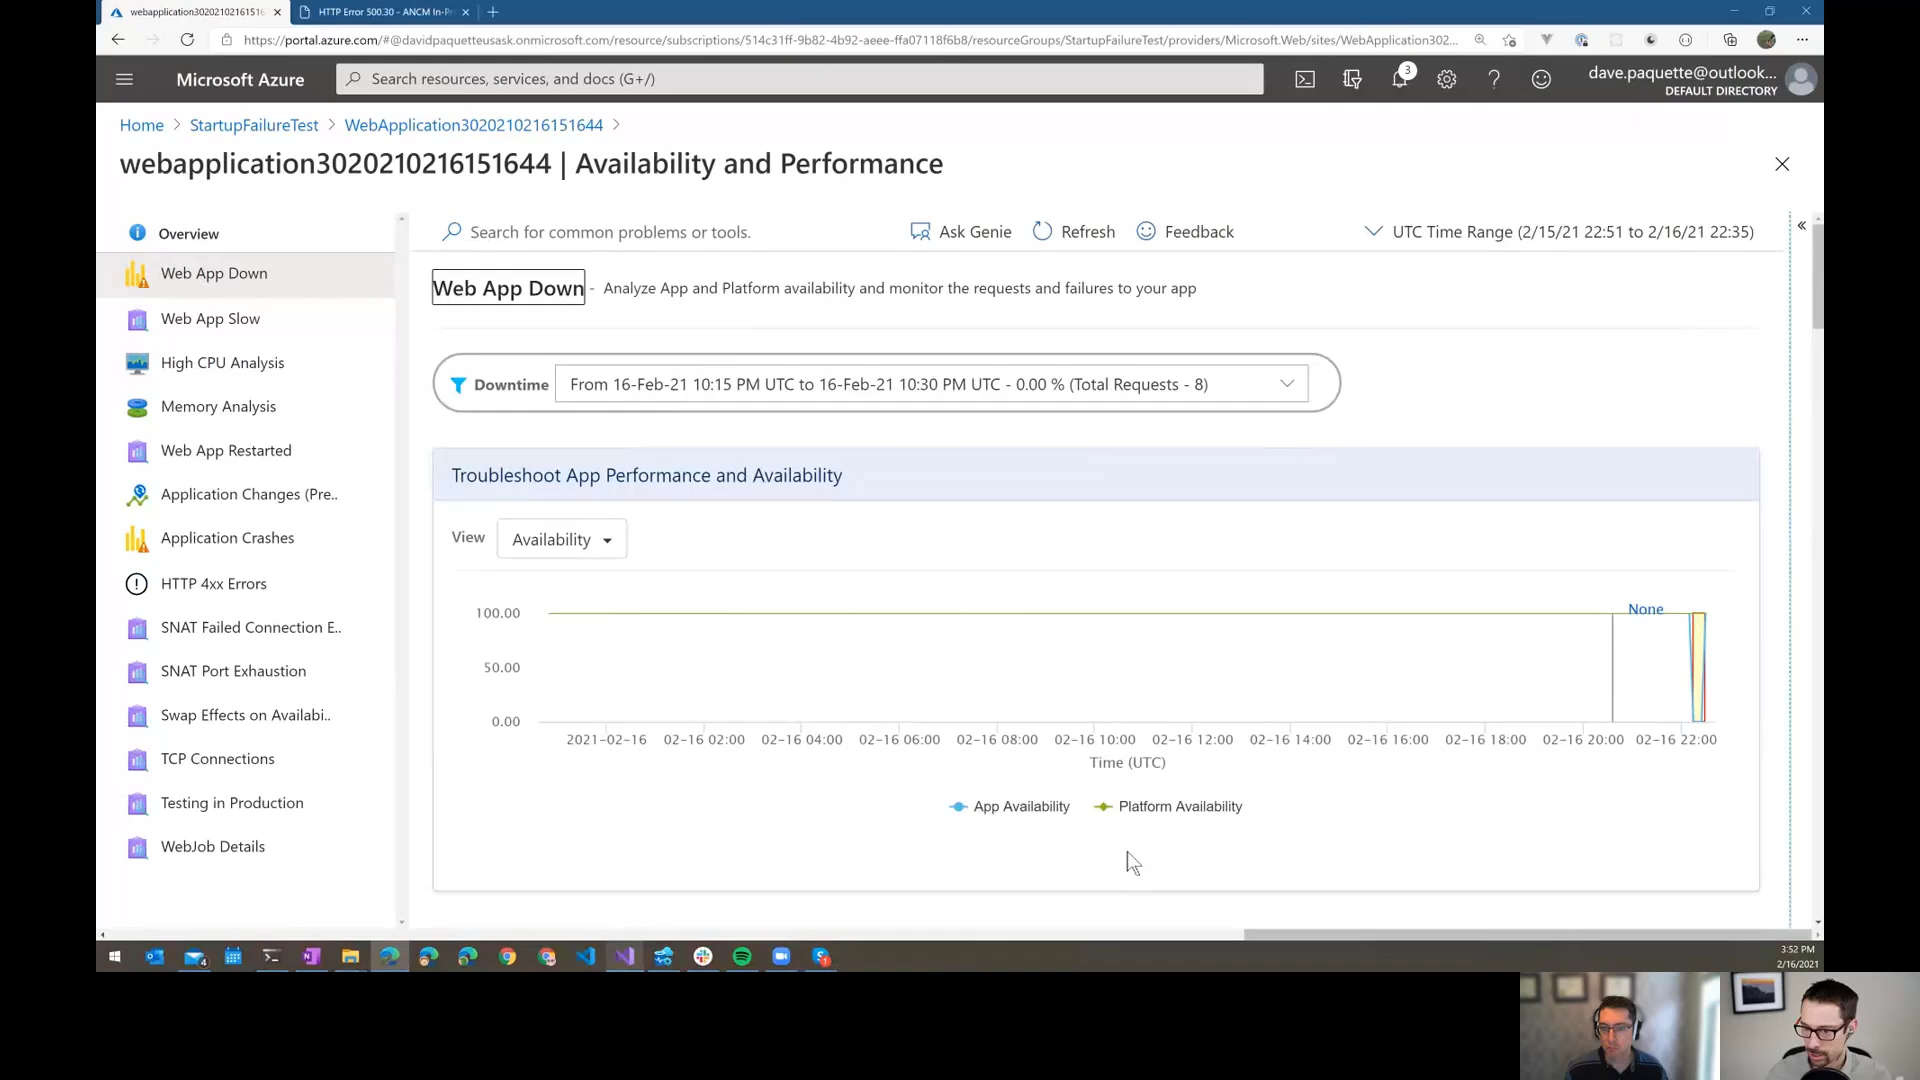 webapplication3020210216151
HTTP Error 500.30 - ANCM In-Pr
https://portal.azure.com/#@davidpaquetteusask.onmicrosoft.com/resource/subscriptions/514c31ff-9b82-4b92-aeee-ffa07118f6b8/resourceGroups/StartupFailureTest/providers/Microsoft.Web/sites/WebApplication302...
Microsoft Azure
Search resources, services, and docs (G+/)
3
dave.paquette@outlook...
DEFAULT DIRECTORY
Home > StartupFailureTest > WebApplication3020210216151644 >
webapplication3020210216151644 | Availability and Performance
Overview
Web App Down
Web App Slow
High CPU Analysis
Memory Analysis
Web App Restarted
Application Changes (Pre..
Application Crashes
HTTP 4xx Errors
SNAT Failed Connection E..
SNAT Port Exhaustion
Swap Effects on Availabi..
TCP Connections
Testing in Production
WebJob Details
Search for common problems or tools.
Ask Genie
Refresh
Feedback
UTC Time Range (2/15/21 22:51 to 2/16/21 22:35)
Web App Down - Analyze App and Platform availability and monitor the requests and failures to your app
Downtime
From 16-Feb-21 10:15 PM UTC to 16-Feb-21 10:30 PM UTC - 0.00 % (Total Requests - 8)
Troubleshoot App Performance and Availability
View
Availability
100.00
50.00
0.00
None
2021-02-16 02-16 02:00 02-16 04:00 02-16 06:00 02-16 08:00 02-16 10:00 02-16 12:00 02-16 14:00 02-16 16:00 02-16 18:00 02-16 20:00 02-16 22:00
Time (UTC)
App Availability
Platform Availability
4
3:52 PM
2/16/2021